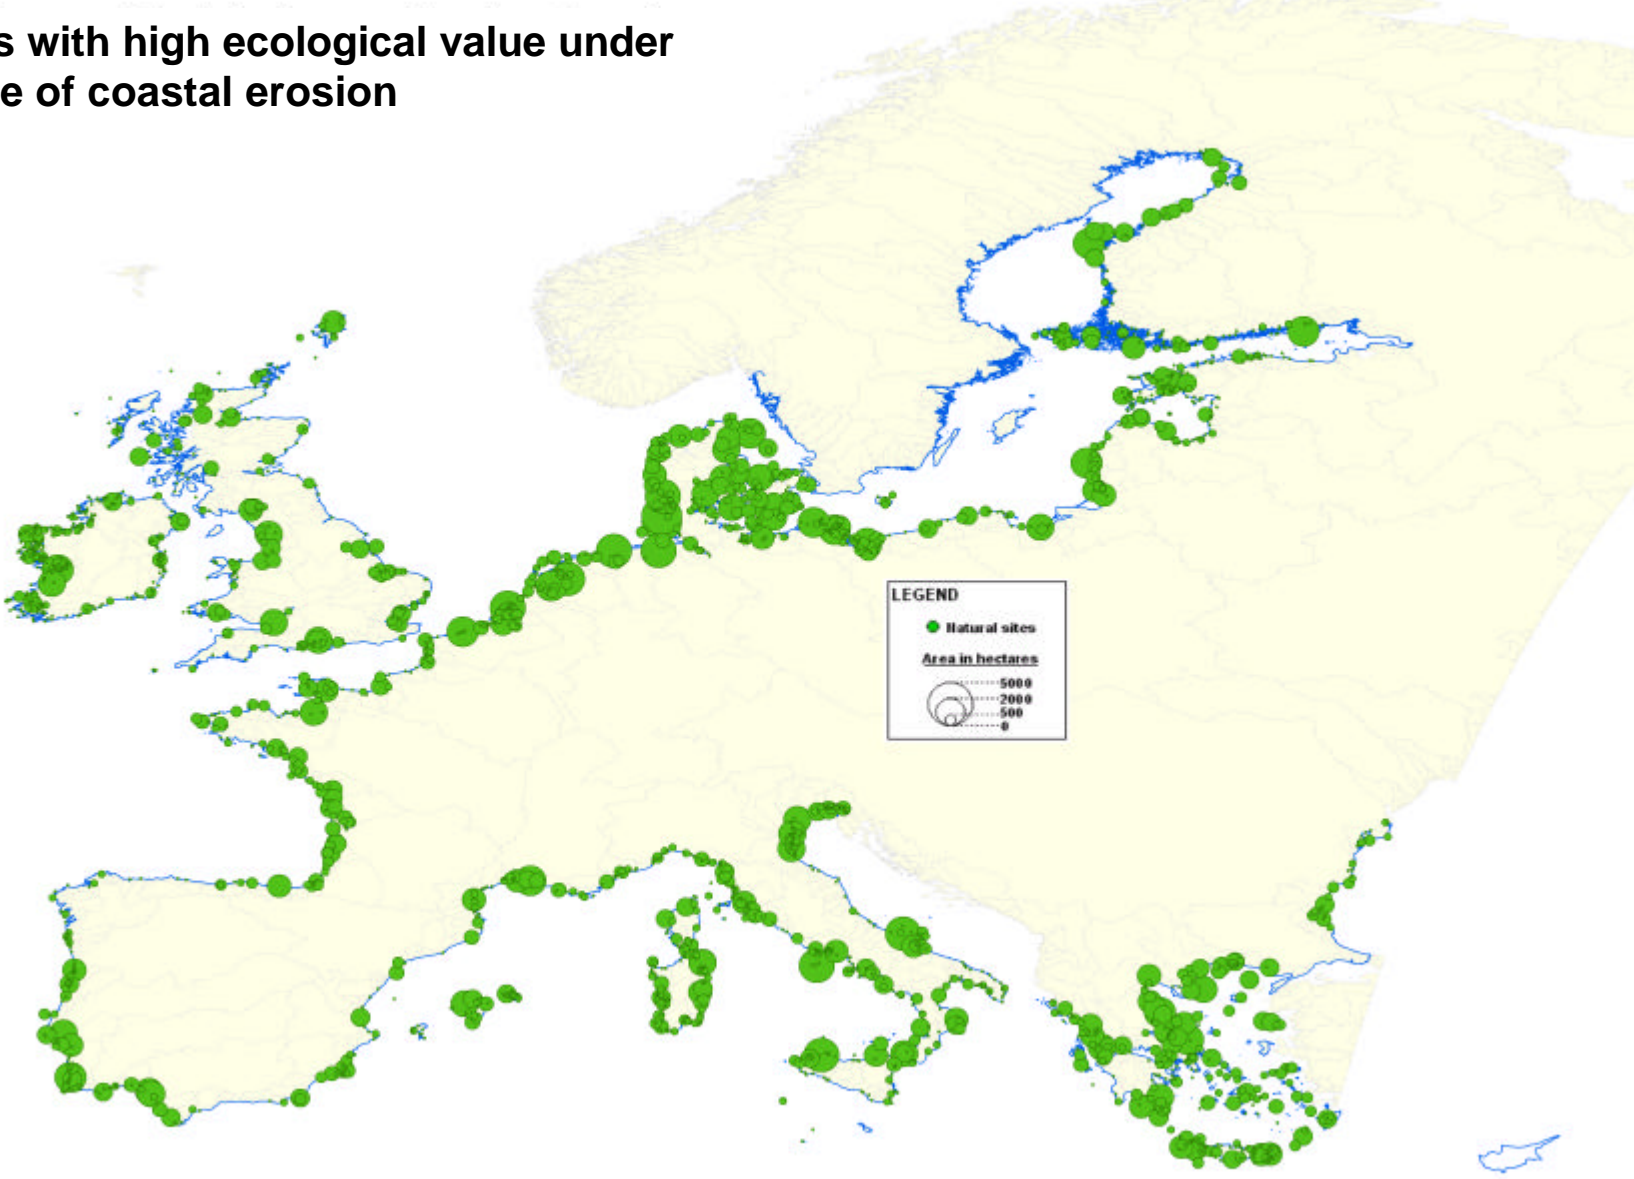 s with high ecological value under
e of coastal erosion
LEGEND
Natural sites
Area in hectares
5000
2000
500
0